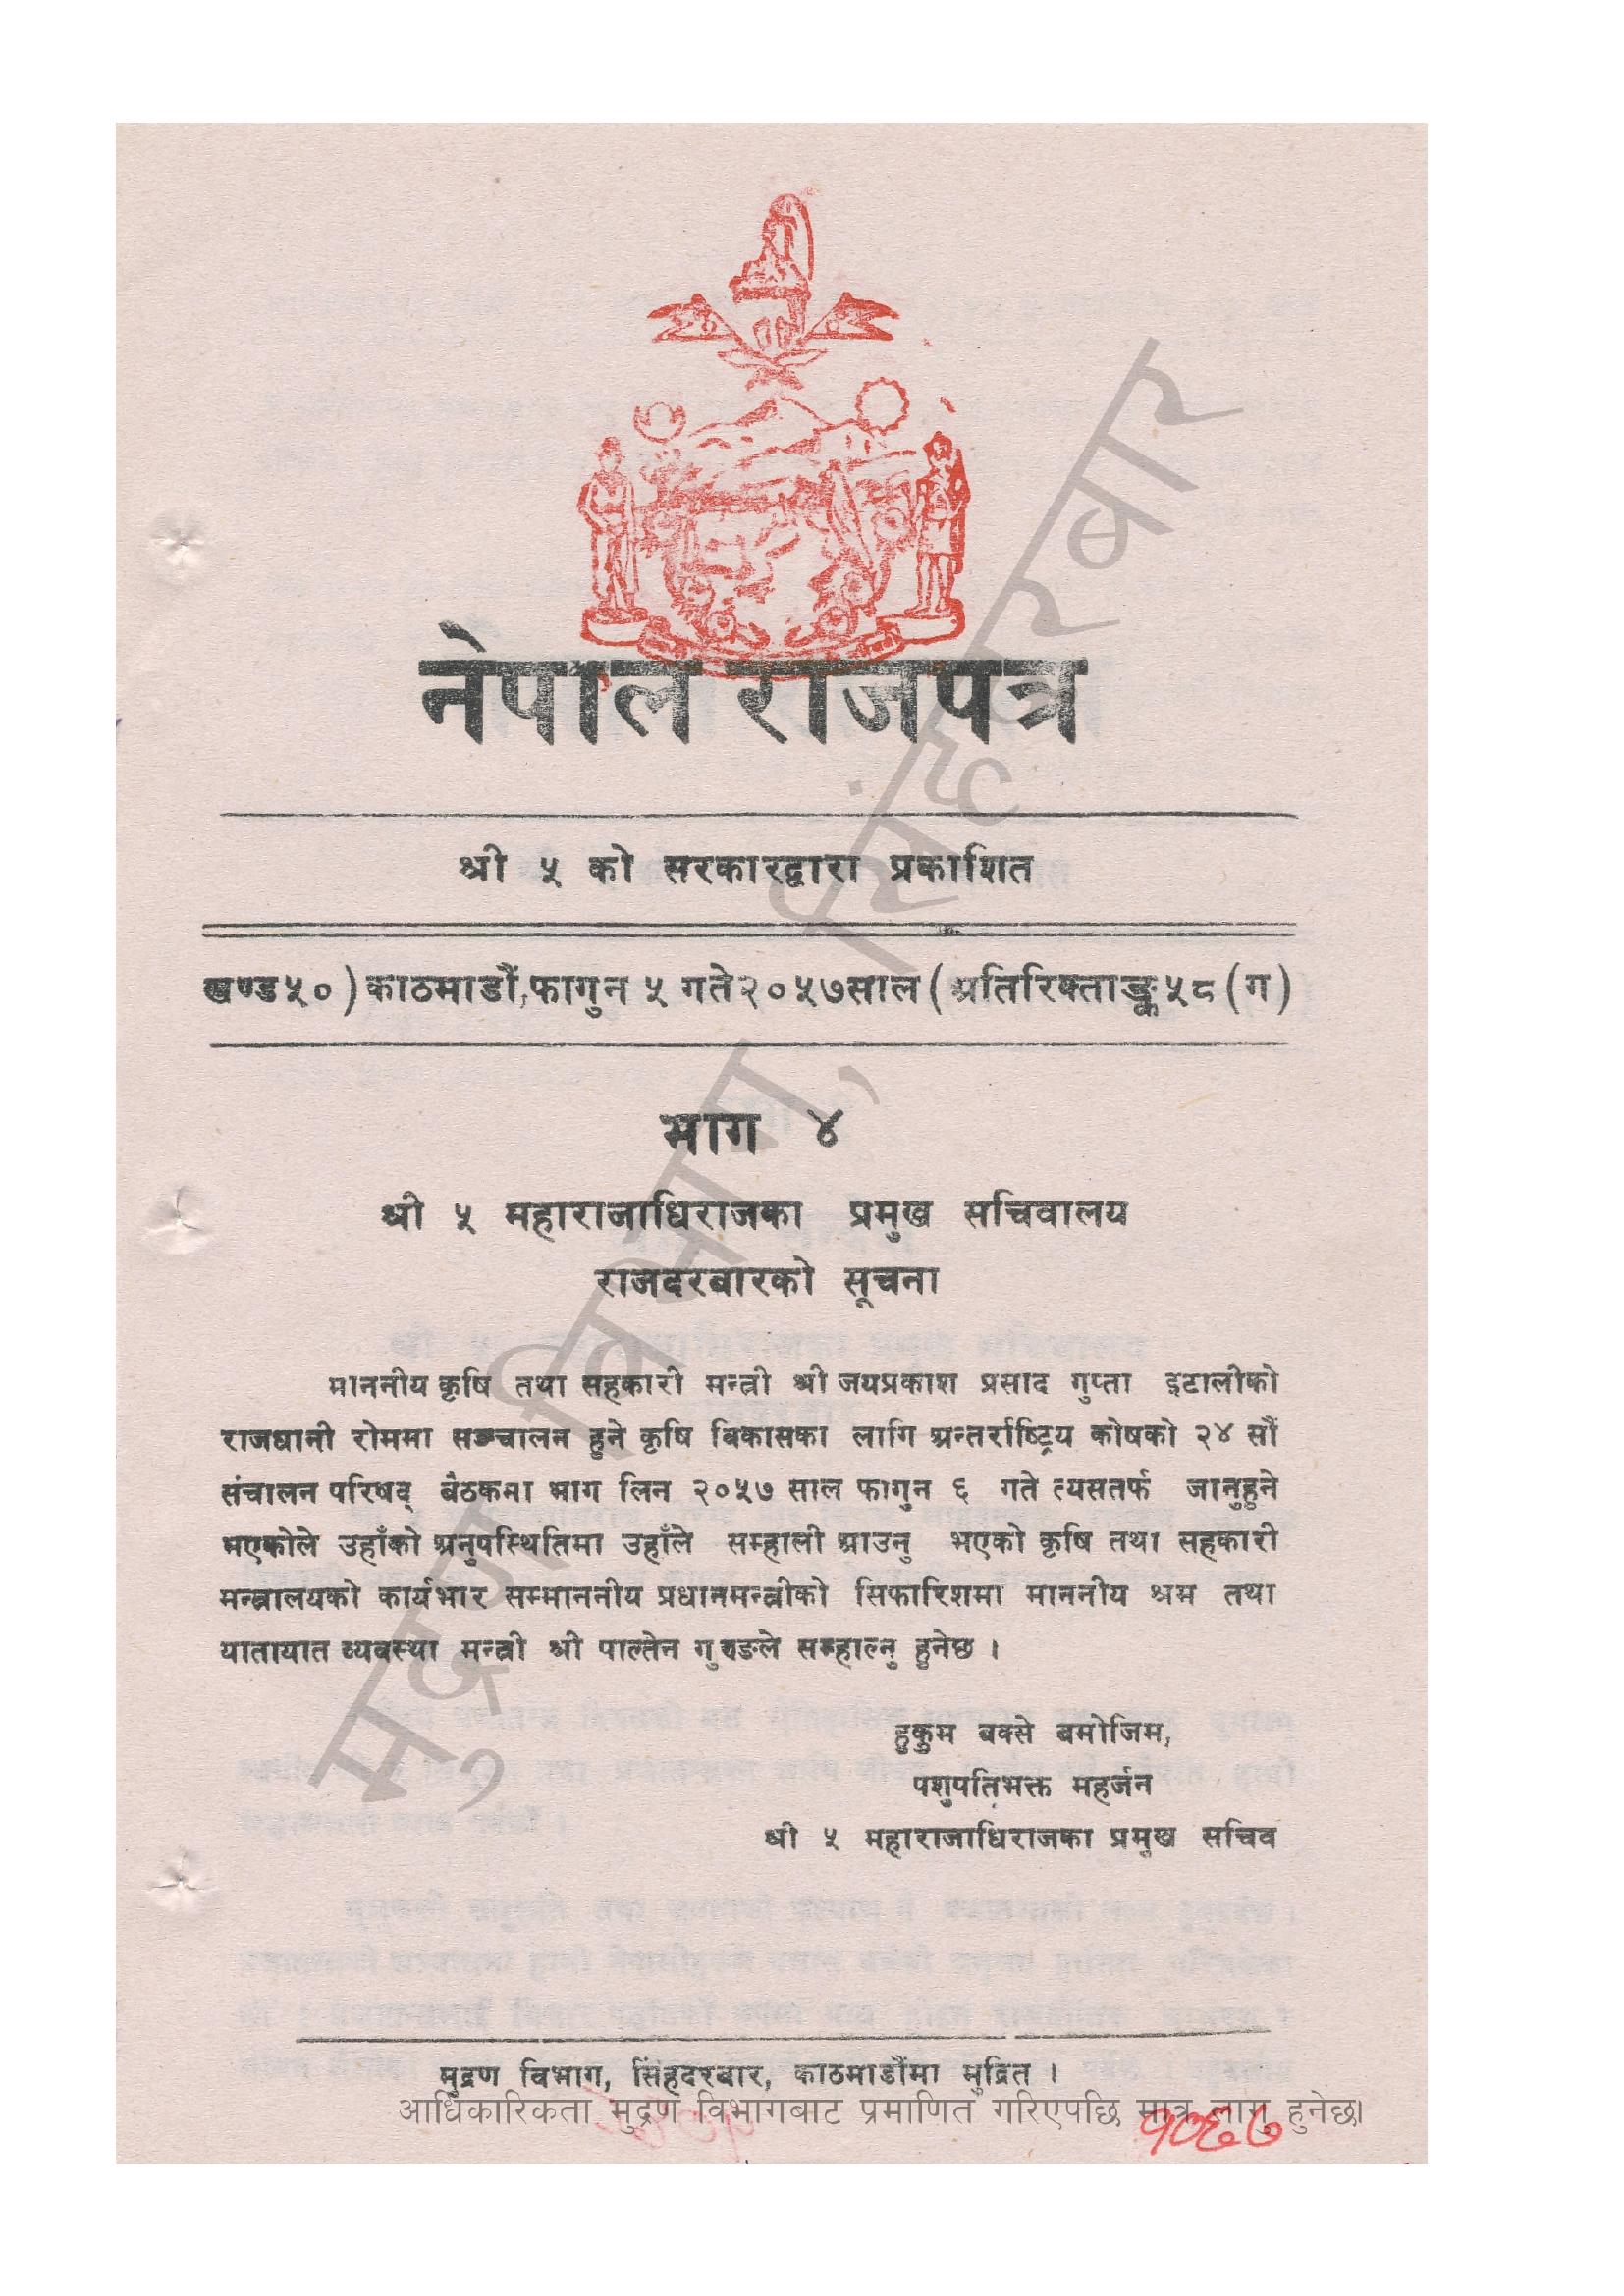 नेपाल राजपत्र
श्री ५ को सरकारद्वारा प्रकाशित
खण्ड ५०) काठमाडौं, फागुन ५ गते २०५७ साल (अतिरिक्ताङ्क ५८ (ग)
भाग ४
श्री ५ महाराजाधिराजका प्रमुख सचिवालय
राजदरबारको सूचना
माननीय कृषि तथा सहकारी मन्त्री श्री जयप्रकाश प्रसाद गुप्ता इटालीको
राजधानी रोममा सञ्चालन हुने कृषि विकासका लागि अन्तर्राष्ट्रिय कोषको २४ सौं
संचालन परिषद् बैठकमा भाग लिन २०५७ साल फागुन ६ गते त्यसतर्फ जानुहुने
भएकोले उहाँको अनुपस्थितिमा उहाँले सम्हाली आउनु भएको कृषि तथा सहकारी
मन्त्रालयको कार्यभार सम्माननीय प्रधानमन्त्रीको सिफारिशमा माननीय श्रम तथा
यातायात व्यवस्था मन्त्री श्री पाल्तेन गुरुङले सम्हाल्नु हुनेछ ।
हुकुम बक्से बमोजिम,
पशुपतिभक्त महर्जन
श्री ५ महाराजाधिराजका प्रमुख सचिव
मुद्रण विभाग, सिंहदरबार, काठमाडौंमा मुद्रित ।
आधिकारिकता मुद्रण विभागबाट प्रमाणित गरिएपछि मात्र लागु हुनेछ।
१०६७
मुद्रण विभाग, सिंहदरबार